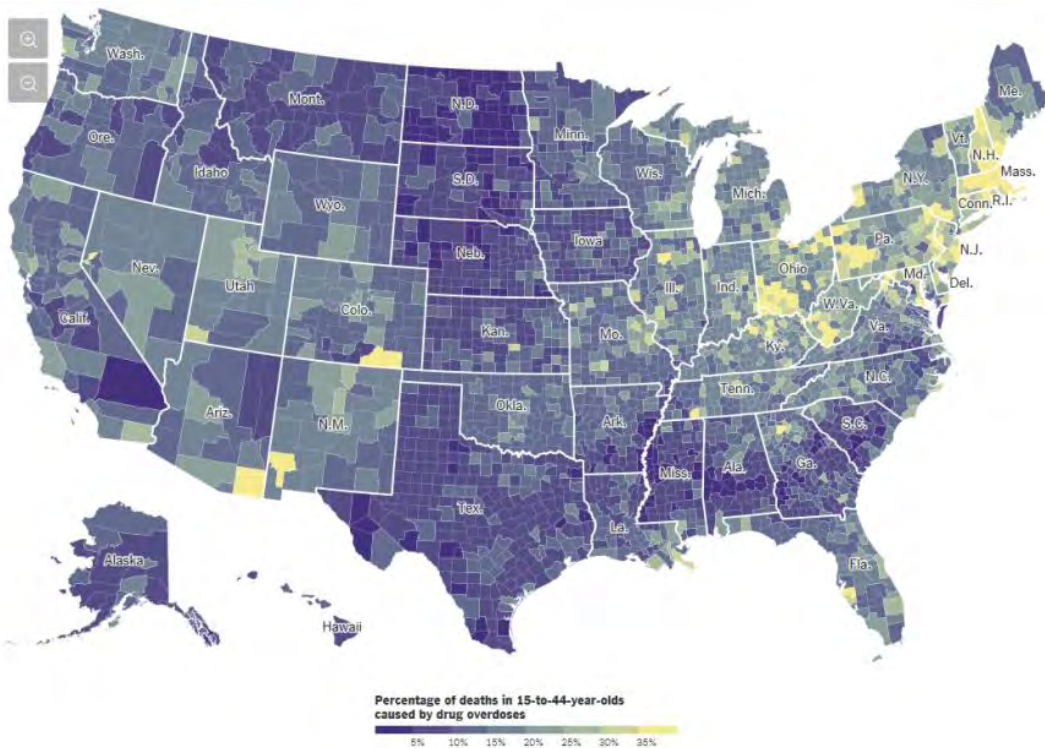 Wash.
Mont.
N.D.
Minn.
Me.
Ore.
Idaho
S.D.
Wis.
Mich.
Vt.
N.H.
N.Y.
Mass.
Wyo.
Conn.
R.I.
Neb.
Iowa
Pa.
N.J.
Nev.
Utah
Colo.
Ill.
Ind.
Ohio
Md.
Del.
Calif.
Kan.
Mo.
W.Va.
Ky.
Va.
Ariz.
N.M.
Okla.
Ark.
Tenn.
N.C.
S.C.
Miss.
Ala.
Ga.
Tex.
La.
Fla.
Alaska
Hawaii
Percentage of deaths in 15-to-44-year-olds
caused by drug overdoses
5% 10% 15% 20% 25% 30% 35%